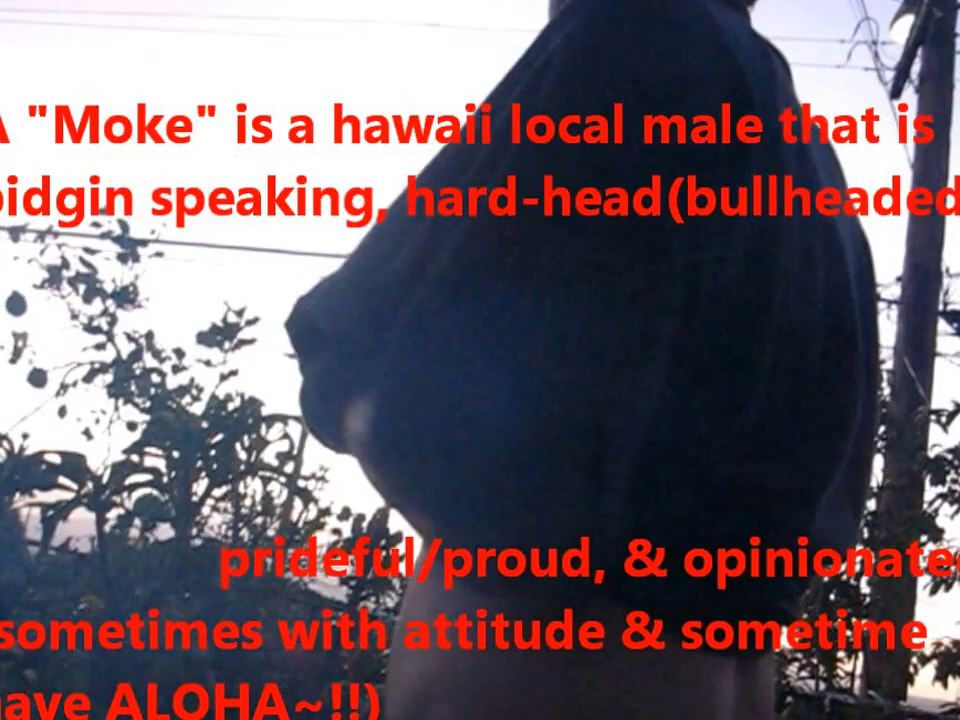 A "Moke" is a hawaii local male that is
pidgin speaking, hard-head(bullheaded
prideful/proud, & opinionated
sometimes with attitude & sometime
have ALOHA~!!)